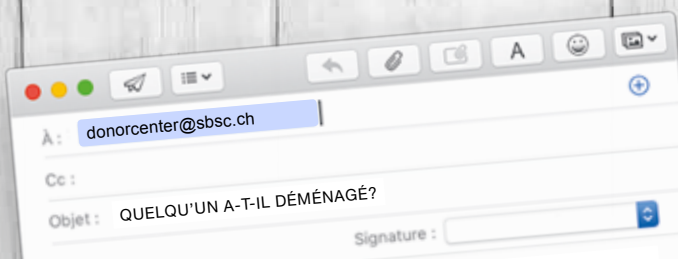 A
À : donorcenter@sbsc.ch
Cc :
Objet : QUELQU’UN A-T-IL DÉMÉNAGÉ?
Signature :